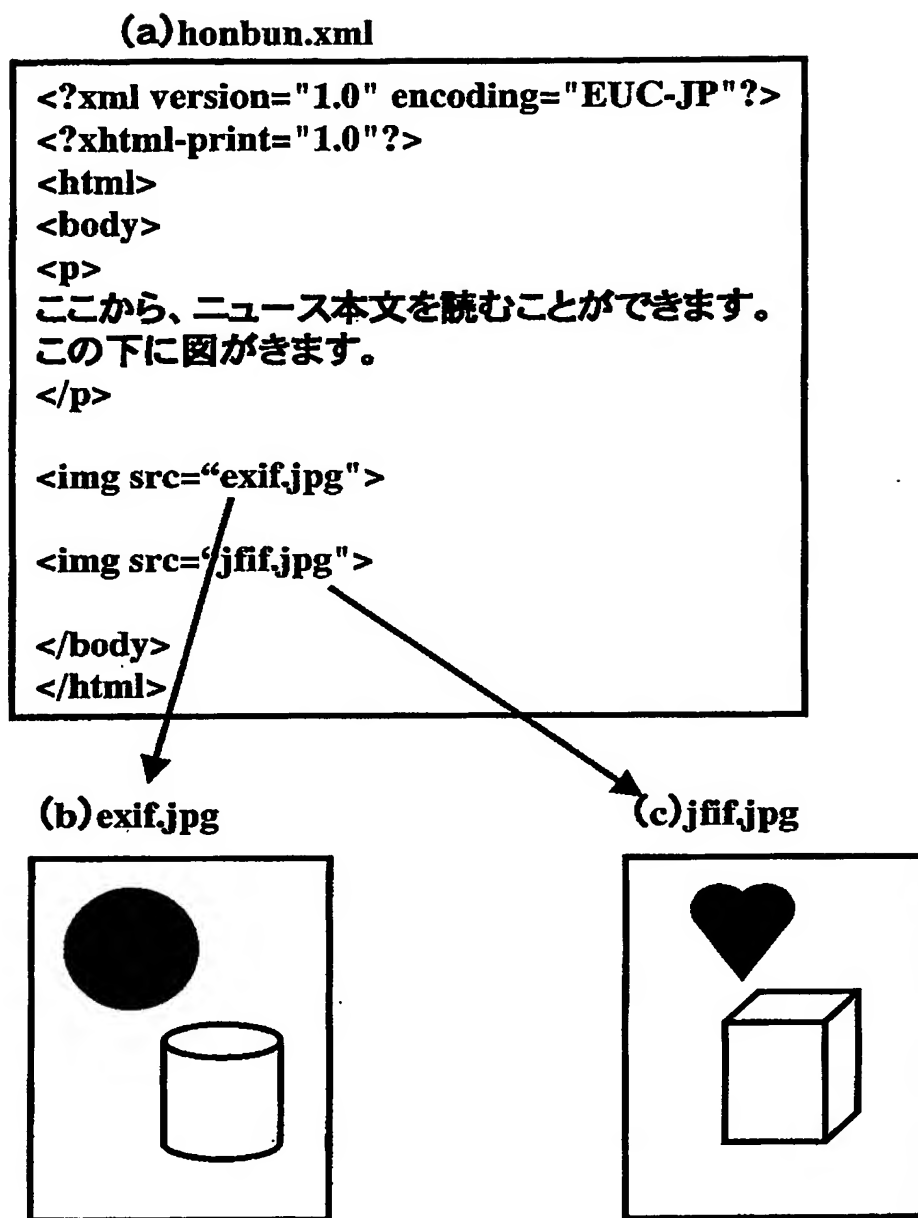 (a)honbun.xml
<?xml version="1.0" encoding="EUC-JP"?>
<?xhtml-print="1.0"?>
<html>
<body>
<p>
ここから、ニュース本文を読むことができます。
この下に図がきます。
</p>
<img src=“exif.jpg">
<img src=“jfif.jpg">
</body>
</html>
(b)exif.jpg
(c)jfif.jpg